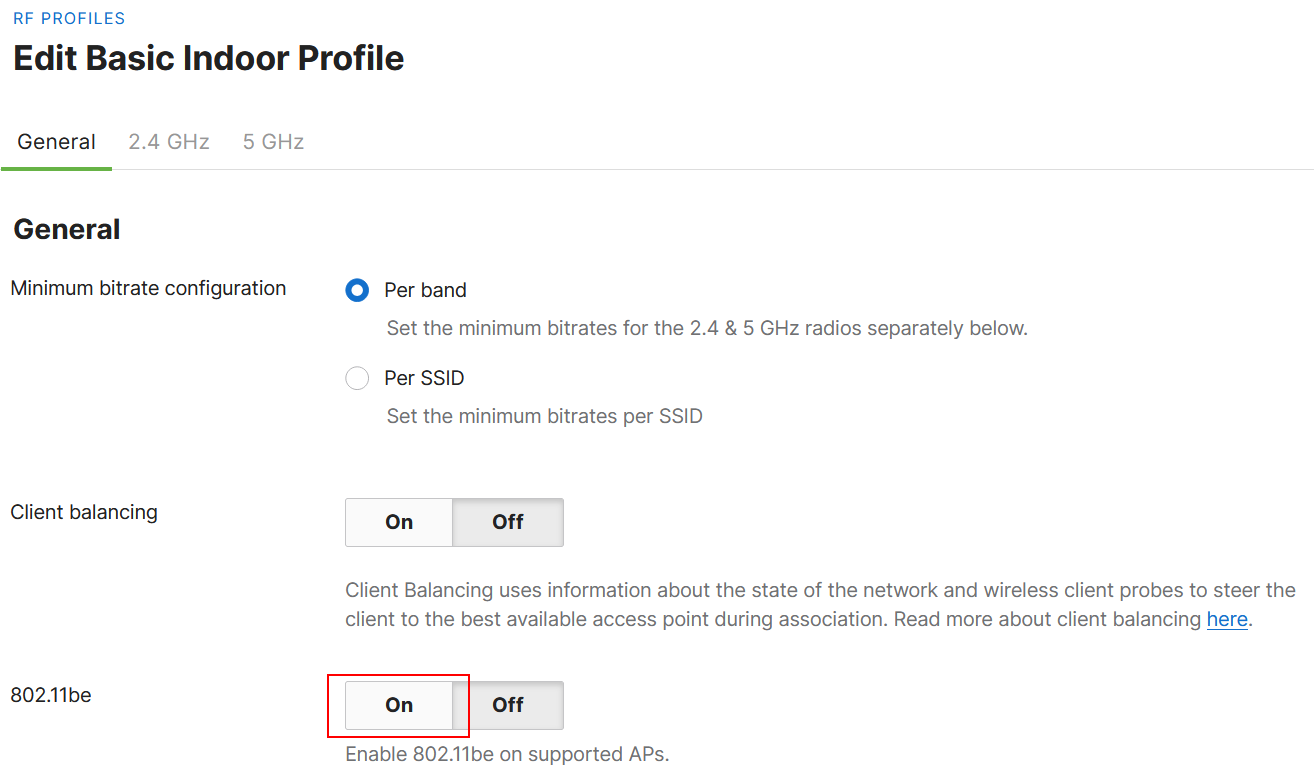 RF PROFILES
Edit Basic Indoor Profile
General 2.4 GHz 5 GHz
General
Minimum bitrate configuration
Per band
Set the minimum bitrates for the 2.4 & 5 GHz radios separately below.
Per SSID
Set the minimum bitrates per SSID
Client balancing
On Off
Client Balancing uses information about the state of the network and wireless client probes to steer the
client to the best available access point during association. Read more about client balancing here.
802.11be
On Off
Enable 802.11be on supported APs.